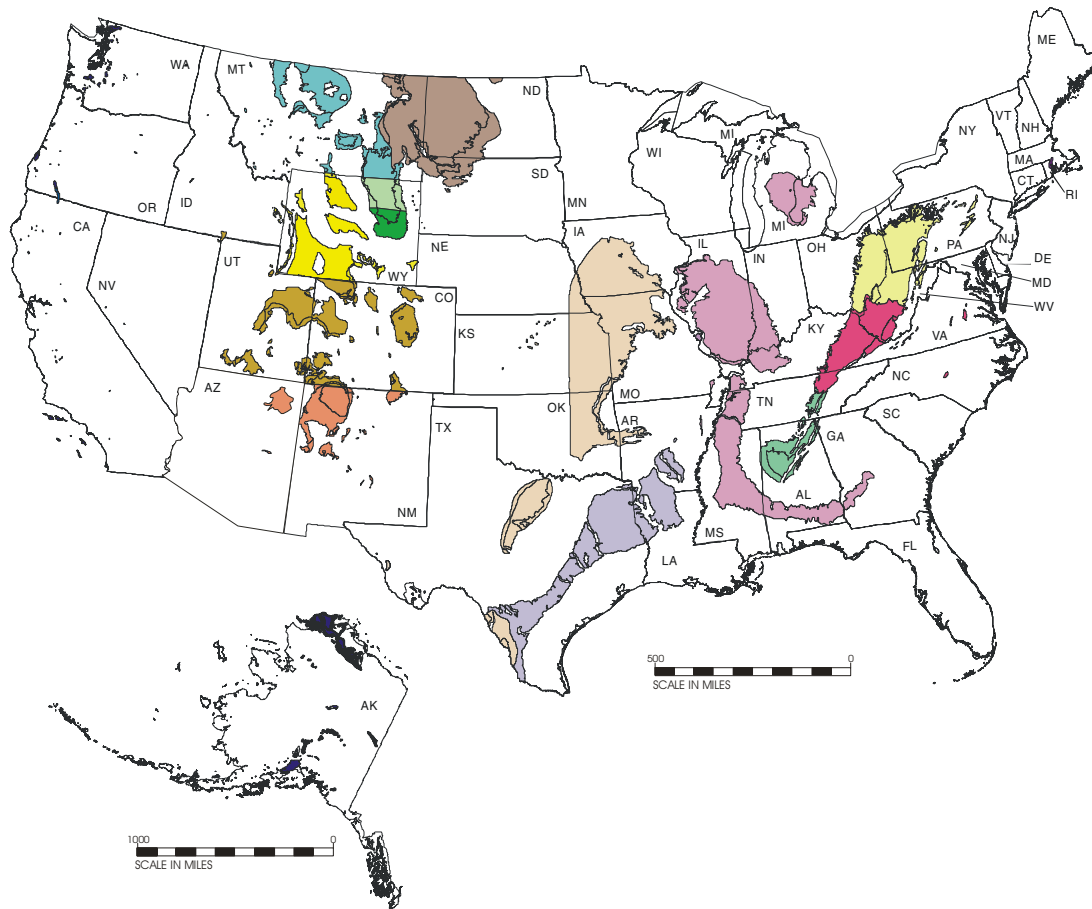 ME
WA
MT
ND
VT
NH
NY
MI
WI
MA
CT
RI
SD
MN
OR
ID
CA
IA
NE
WY
MI
OH
PA
NJ
IL
IN
DE
MD
WV
UT
NV
CO
KS
KY
VA
AZ
MO
OK
AR
TN
NC
SC
GA
TX
NM
AL
MS
LA
FL
500 0
SCALE IN MILES
AK
1000 0
SCALE IN MILES